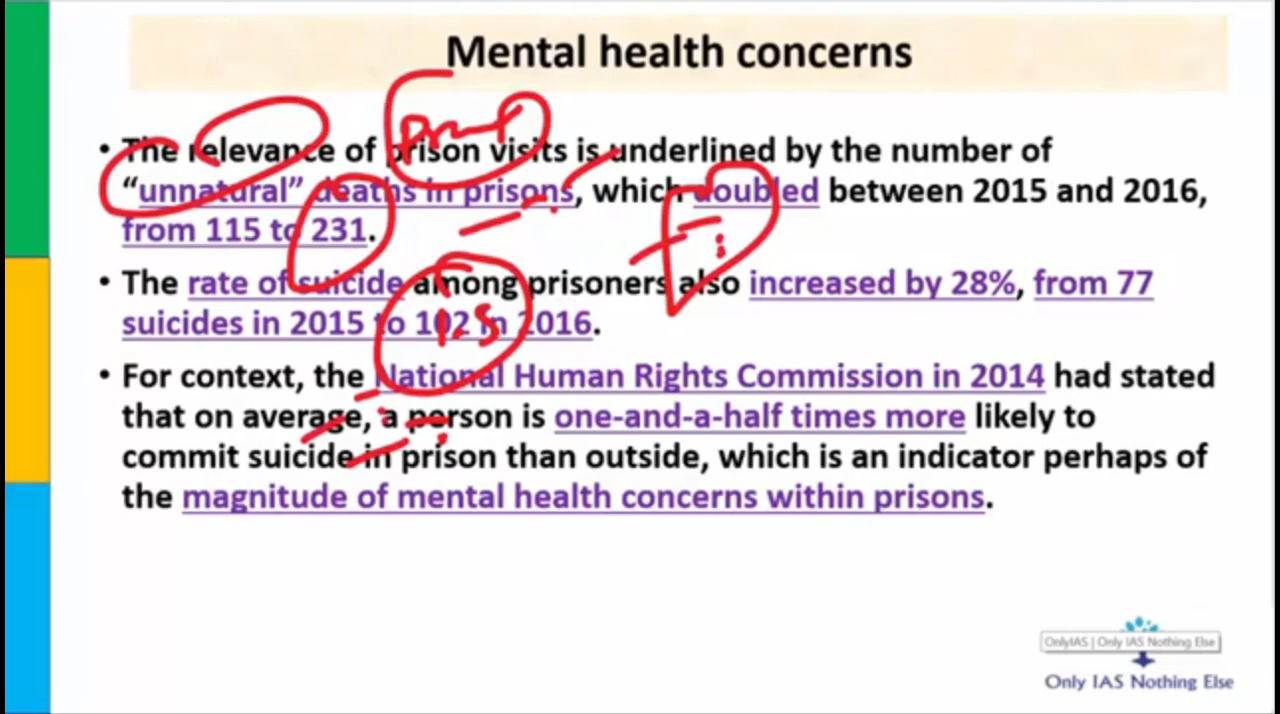 Mental health concerns
• The relevance of prison visits is underlined by the number of
“unnatural” deaths in prisons, which doubled between 2015 and 2016,
from 115 to 231.
• The rate of suicide among prisoners also increased by 28%, from 77
suicides in 2015 to 102 in 2016.
• For context, the National Human Rights Commission in 2014 had stated
that on average, a person is one-and-a-half times more likely to
commit suicide in prison than outside, which is an indicator perhaps of
the magnitude of mental health concerns within prisons.
1.5
OnlyIAS | Only IAS Nothing Else
Only IAS Nothing Else